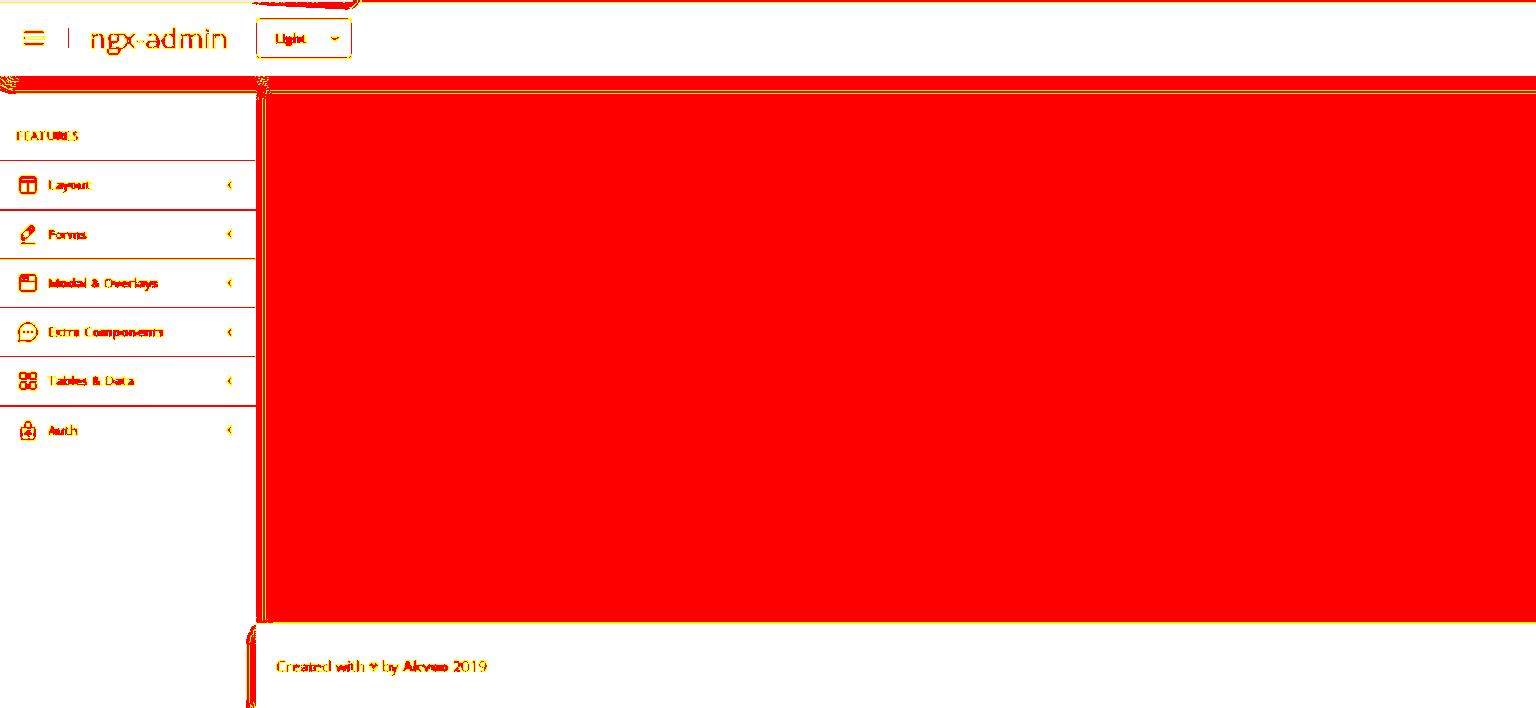 ngx-admin
Light
FEATURES
Layout
Forms
Modal & Overlays
Extra Components
Tables & Data
Auth
Created with ♥ by Akveo 2019